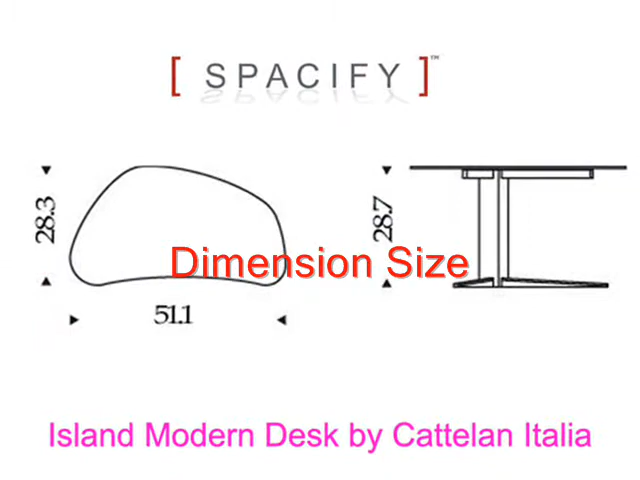 [ SPACIFY ]™
28.3
28.7
Dimension Size
51.1
Island Modern Desk by Cattelan Italia